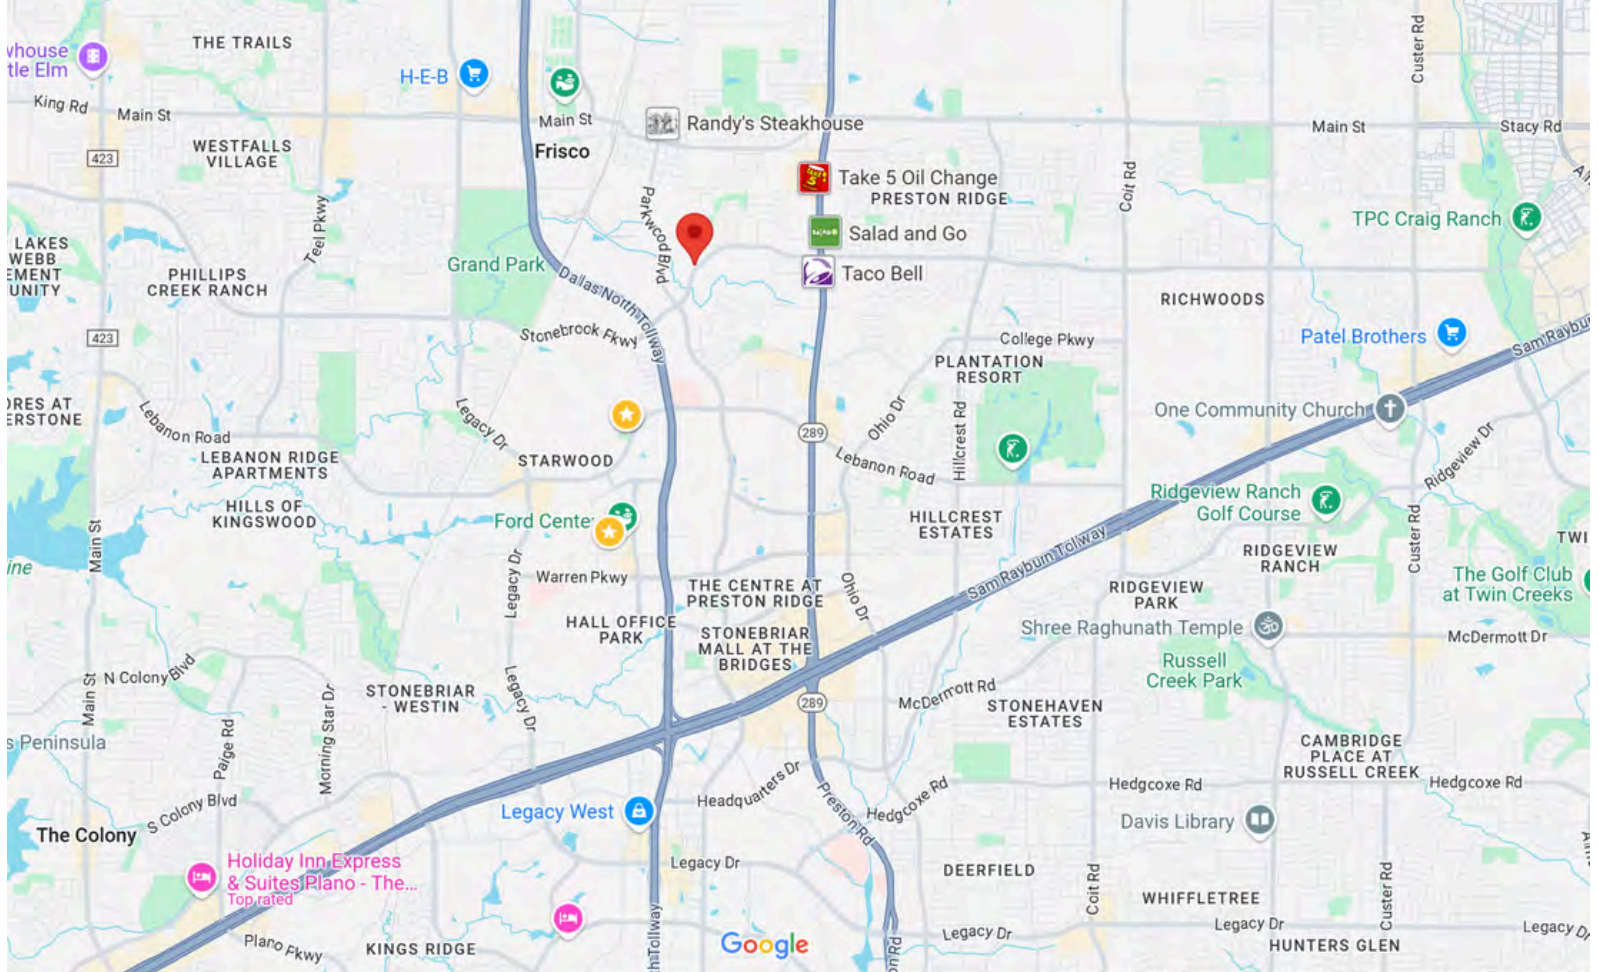 THE TRAILS
whouse
tle Elm
H-E-B
King Rd
Main St
Main St
Frisco
Randy's Steakhouse
Custer Rd
Main St
Stacy Rd
423
WESTFALLS
VILLAGE
Take 5 Oil Change
PRESTON RIDGE
Coit Rd
Parkwood Blvd
Teel Pkwy
TPC Craig Ranch
Salad and Go
LAKES
WEBB
EMENT
UNITY
PHILLIPS
CREEK RANCH
Grand Park
Dallas North Tollway
Taco Bell
RICHWOODS
423
Stonebrook Pkwy
College Pkwy
Patel Brothers
Sam Raybur
PLANTATION
RESORT
ORES AT
ERSTONE
Lebanon Road
Legacy Dr
Ohio Dr
Hillcrest Rd
One Community Church
289
LEBANON RIDGE
APARTMENTS
STARWOOD
Lebanon Road
Ridgeview Dr
HILLS OF
KINGSWOOD
Ford Cente
HILLCREST
ESTATES
Ridgeview Ranch
Golf Course
Main St
Custer Rd
Sam Rayburn Tollway
RIDGEVIEW
RANCH
TWI
ine
Legacy Dr
Warren Pkwy
THE CENTRE AT
PRESTON RIDGE
Ohio Dr
RIDGEVIEW
PARK
The Golf Club
at Twin Creeks
HALL OFFICE
PARK
STONEBRIAR
MALL AT THE
BRIDGES
Shree Raghunath Temple
McDermott Dr
N Colony Blvd
Main St
Russell
Creek Park
STONEBRIAR
- WESTIN
Legacy Dr
289
McDermott Rd
STONEHAVEN
ESTATES
s Peninsula
Paige Rd
Morning Star Dr
CAMBRIDGE
PLACE AT
RUSSELL CREEK
Headquarters Dr
Preston Rd
Hedgcoxe Rd
Hedgcoxe Rd
Hedgcoxe Rd
S Colony Blvd
Legacy West
Davis Library
The Colony
Holiday Inn Express
& Suites Plano - The...
Top rated
Legacy Dr
DEERFIELD
Coit Rd
Custer Rd
WHIFFLETREE
Plano Pkwy
KINGS RIDGE
h Tollway
Google
on Rd
Legacy Dr
Legacy Dr
Legacy Dr
HUNTERS GLEN